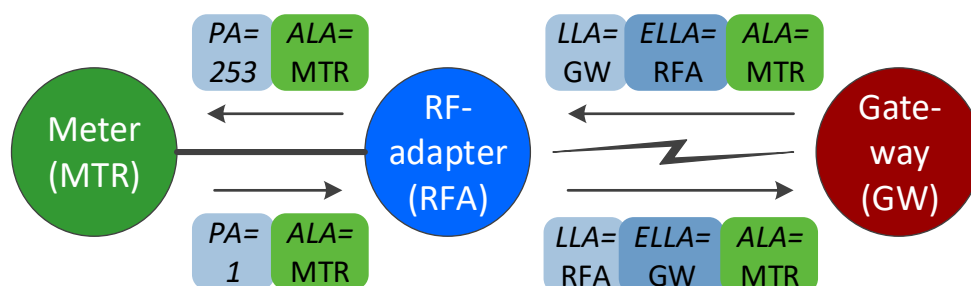 PA= ALA= LLA= ELLA= ALA=
253 MTR GW RFA MTR
Meter
(MTR)
RF-
adapter
(RFA)
Gate-
way
(GW)
PA= ALA= LLA= ELLA= ALA=
1 MTR RFA GW MTR